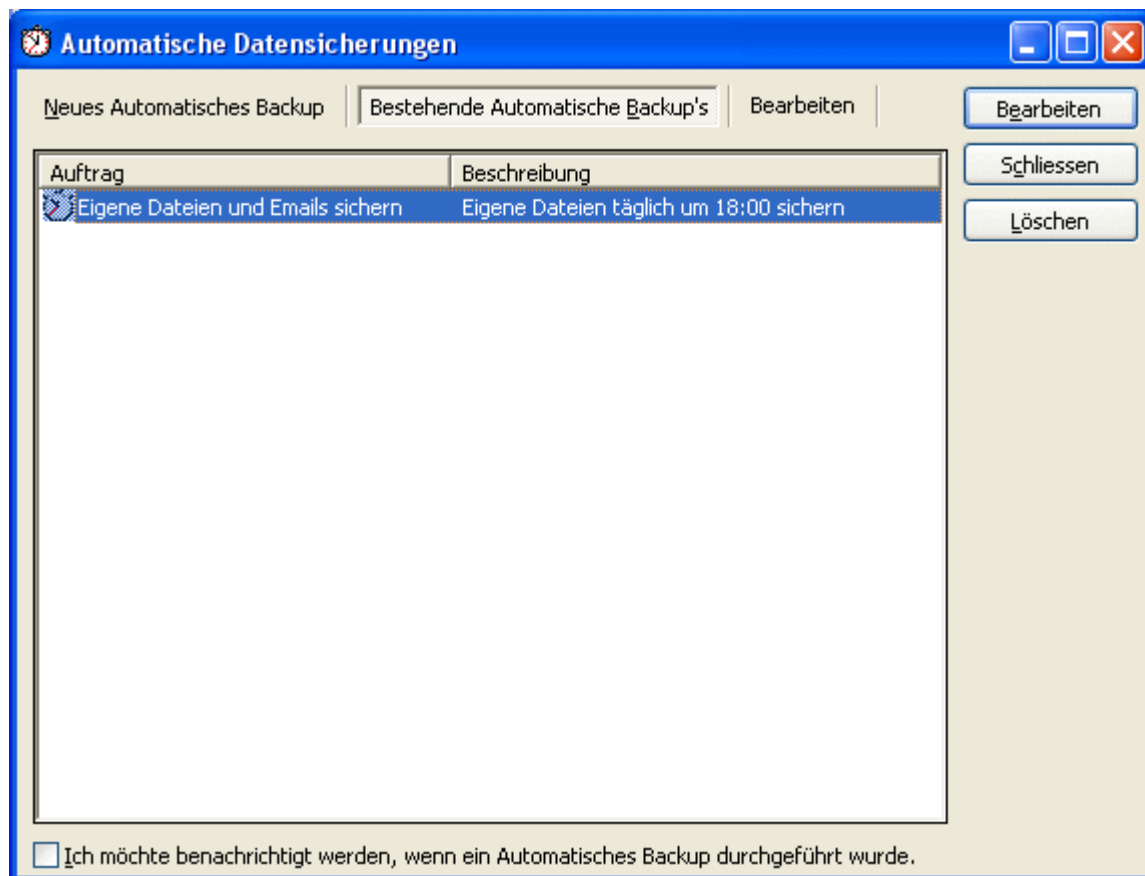 Automatische Datensicherungen
Neues Automatisches Backup
Bestehende Automatische Backup's
Bearbeiten
Bearbeiten
Schliessen
Löschen
Auftrag Beschreibung
Eigene Dateien und Emails sichern Eigene Dateien täglich um 18:00 sichern
Ich möchte benachrichtigt werden, wenn ein Automatisches Backup durchgeführt wurde.